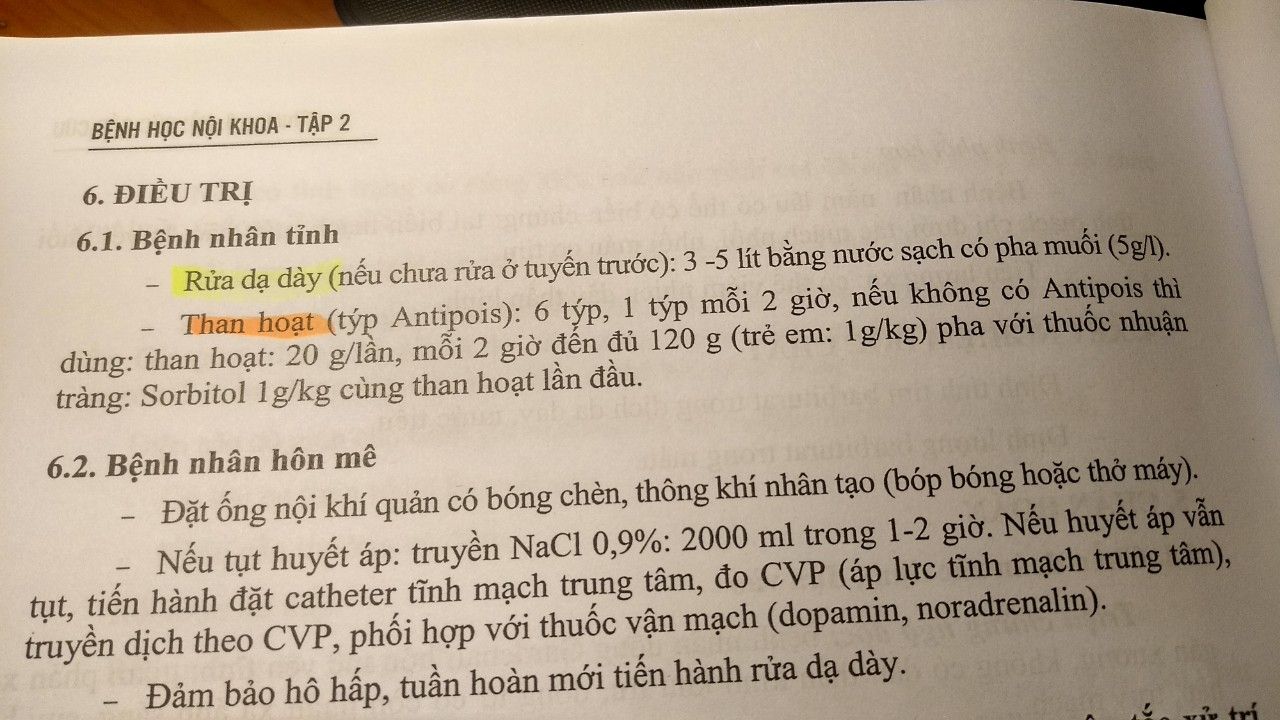 BỆNH HỌC NỘI KHOA - TẬP 2
6. ĐIỀU TRỊ
6.1. Bệnh nhân tỉnh
– Rửa dạ dày (nếu chưa rửa ở tuyến trước): 3 -5 lít bằng nước sạch có pha muối (5g/l).
– Than hoạt (týp Antipois): 6 týp, 1 týp mỗi 2 giờ, nếu không có Antipois thì
dùng: than hoạt: 20 g/lần, mỗi 2 giờ đến đủ 120 g (trẻ em: 1g/kg) pha với thuốc nhuận
tràng: Sorbitol 1g/kg cùng than hoạt lần đầu.
6.2. Bệnh nhân hôn mê
– Đặt ống nội khí quản có bóng chèn, thông khí nhân tạo (bóp bóng hoặc thở máy).
– Nếu tụt huyết áp: truyền NaCl 0,9%: 2000 ml trong 1-2 giờ. Nếu huyết áp vẫn
tụt, tiến hành đặt catheter tĩnh mạch trung tâm, đo CVP (áp lực tĩnh mạch trung tâm),
truyền dịch theo CVP, phối hợp với thuốc vận mạch (dopamin, noradrenalin).
– Đảm bảo hô hấp, tuần hoàn mới tiến hành rửa dạ dày.
xử trí